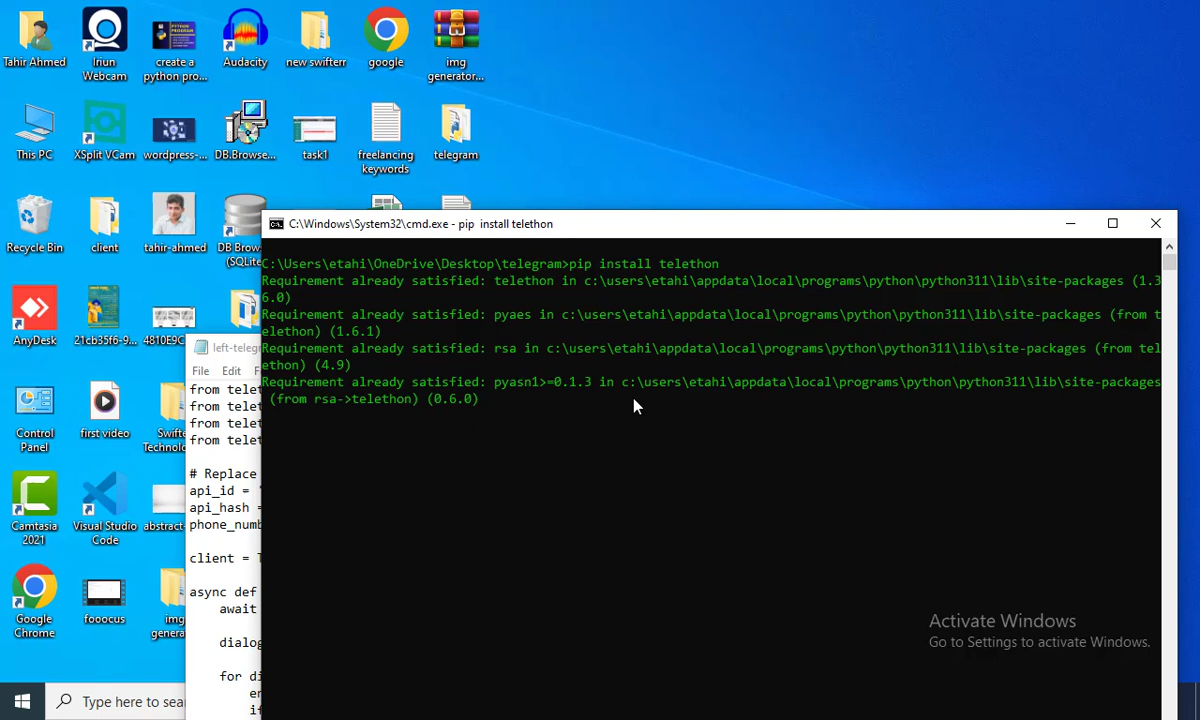 Tahir Ahmed
Iriun
Webcam
create a
python pro...
Audacity
new swifterr
google
img
generator...
This PC
XSplit VCam
wordpress-...
DB.Browse...
task1
freelancing
keywords
telegram
Recycle Bin
client
tahir-ahmed
DB Brow
(SQLite
AnyDesk
21cb35f6-9...
4810E9C
Control
Panel
first video
Swifte
Technolo
Camtasia
2021
Visual Studio
Code
abstract-
Google
Chrome
fooocus
img
genera
left-teleg
File Edit F
from telet
from telet
from telet
from telet
# Replace
api_id = '
api_hash =
phone_numb
client = T
async def
await
dialog
for di
en
if
C:\Windows\System32\cmd.exe - pip install telethon
C:\Users\etahi\OneDrive\Desktop\telegram>pip install telethon
Requirement already satisfied: telethon in c:\users\etahi\appdata\local\programs\python\python311\lib\site-packages (1.3
6.0)
Requirement already satisfied: pyaes in c:\users\etahi\appdata\local\programs\python\python311\lib\site-packages (from t
elethon) (1.6.1)
Requirement already satisfied: rsa in c:\users\etahi\appdata\local\programs\python\python311\lib\site-packages (from tel
ethon) (4.9)
Requirement already satisfied: pyasn1>=0.1.3 in c:\users\etahi\appdata\local\programs\python\python311\lib\site-packages
(from rsa->telethon) (0.6.0)
Activate Windows
Go to Settings to activate Windows.
Type here to sear